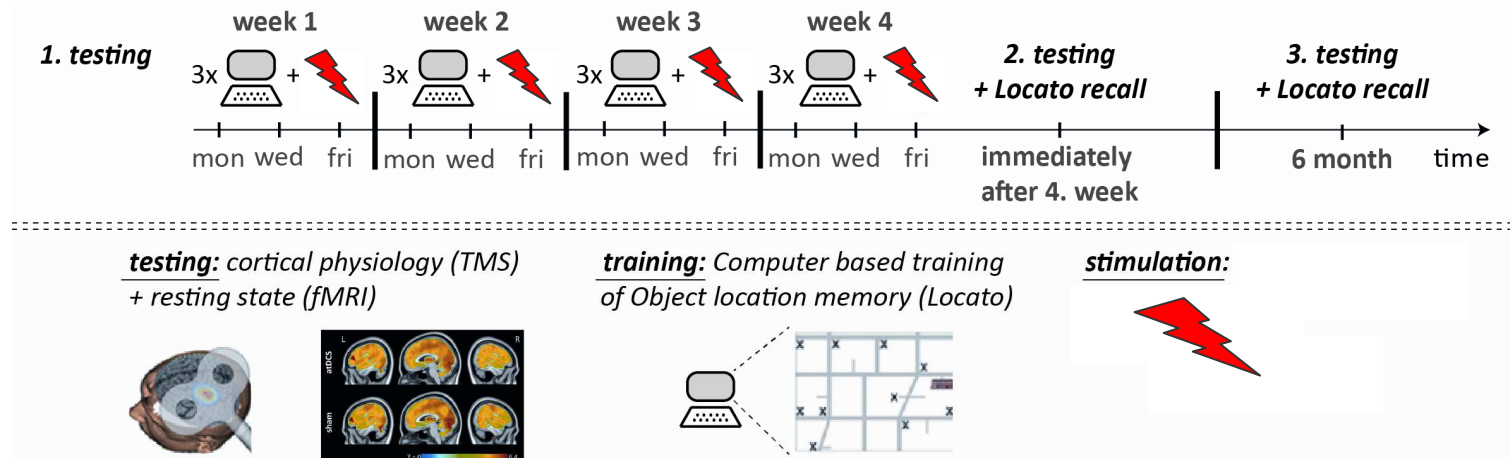 week 1
week 2
week 3
week 4
1. testing
3x + 3x + 3x + 3x +
2. testing
+ Locato recall
3. testing
+ Locato recall
mon wed fri mon wed fri mon wed fri mon wed fri
immediately
after 4. week
6 month
time
testing: cortical physiology (TMS)
+ resting state (fMRI)
training: Computer based training
of Object location memory (Locato)
stimulation:
L R
atDCS
sham